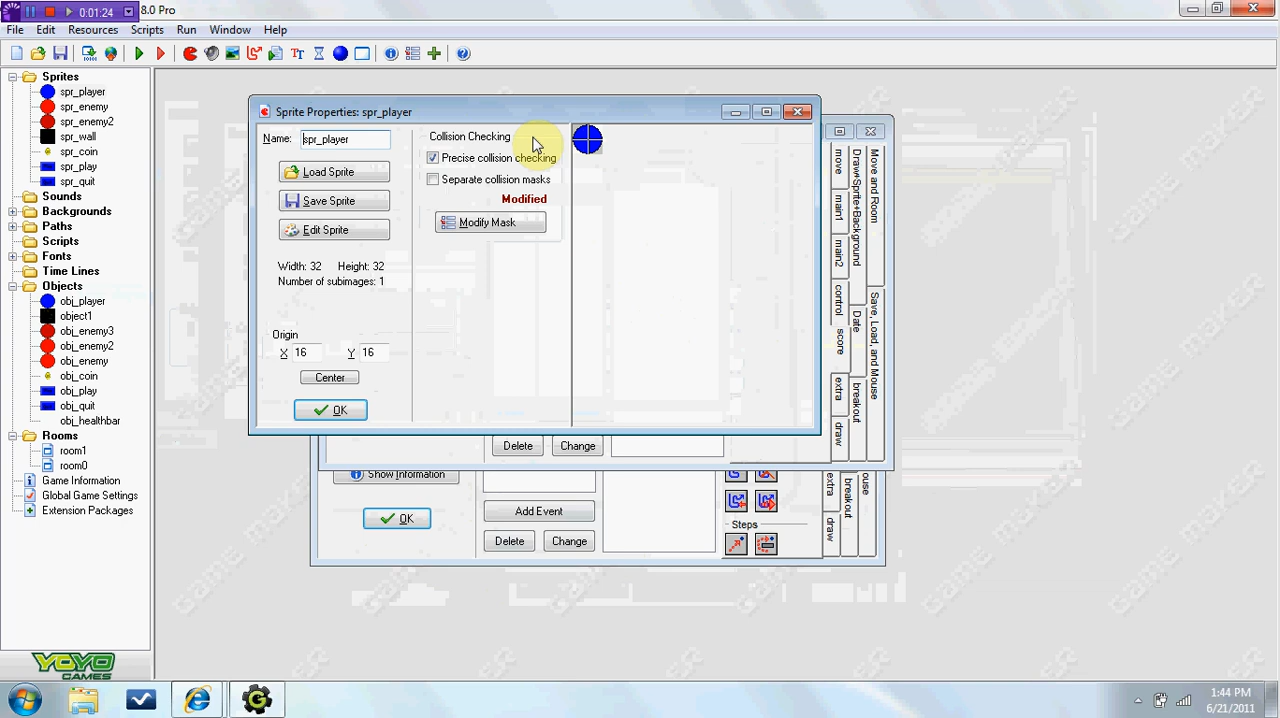 00:01:24
8.0 Pro
File Edit Resources Scripts Run Window Help
Sprites
spr_player
spr_enemy
spr_enemy2
spr_wall
spr_coin
spr_play
spr_quit
Sounds
Backgrounds
Paths
Scripts
Fonts
Time Lines
Objects
obj_player
object1
obj_enemy3
obj_enemy2
obj_enemy
obj_coin
obj_play
obj_quit
obj_healthbar
Rooms
room1
room0
Game Information
Global Game Settings
Extension Packages
YOYO
GAMES
Sprite Properties: spr_player
Name: spr_player
Load Sprite
Save Sprite
Edit Sprite
Width: 32 Height: 32
Number of subimages: 1
Origin
X 16 Y 16
Center
OK
Collision Checking
Precise collision checking
Separate collision masks
Modified
Modify Mask
move
main1
main2
control
score
extra
draw
Draw+Sprite+Background
Date
breakout
Move and Room
Save, Load, and Mouse
Delete Change
Show Information
OK
Add Event
Delete Change
Steps
extra
draw
breakout
ouse
GAME MAKER
1:44 PM
6/21/2011